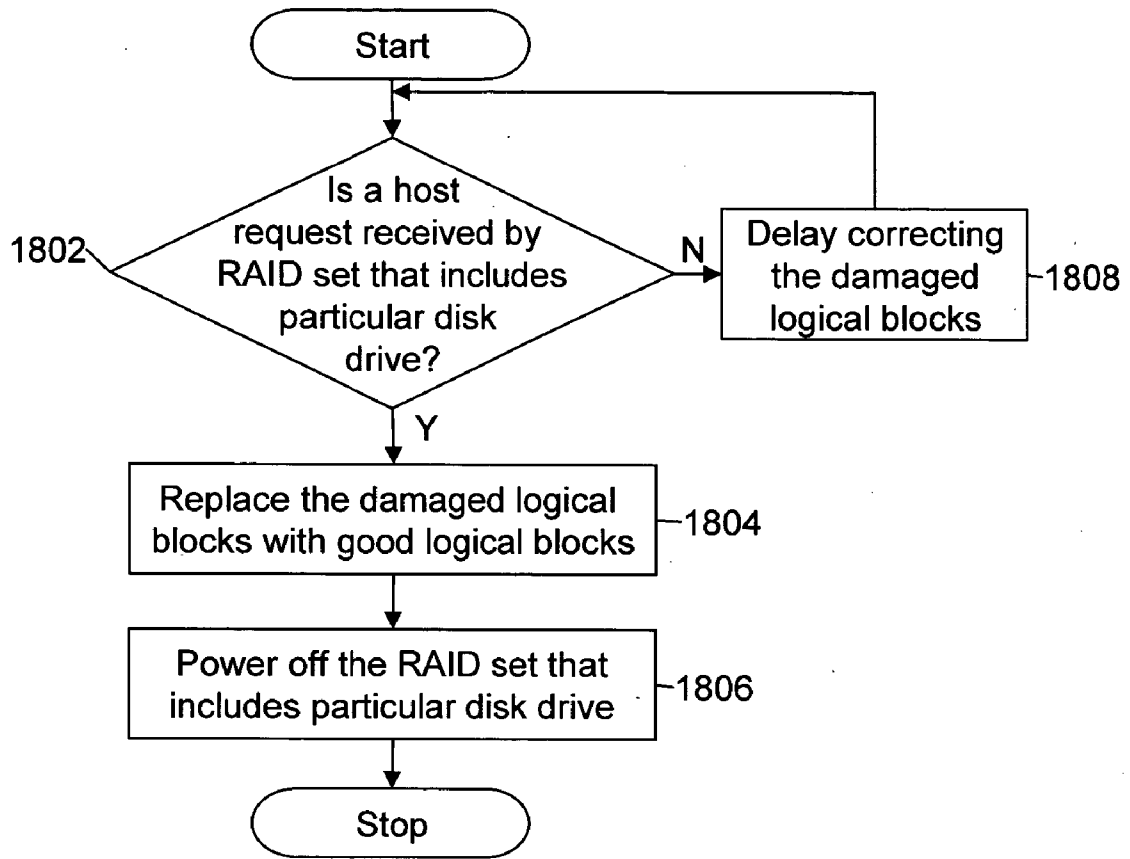 Start
Is a host
request received by
RAID set that includes
particular disk
drive?
1802
N
Delay correcting
the damaged
logical blocks
1808
Y
Replace the damaged logical
blocks with good logical blocks
1804
Power off the RAID set that
includes particular disk drive
1806
Stop